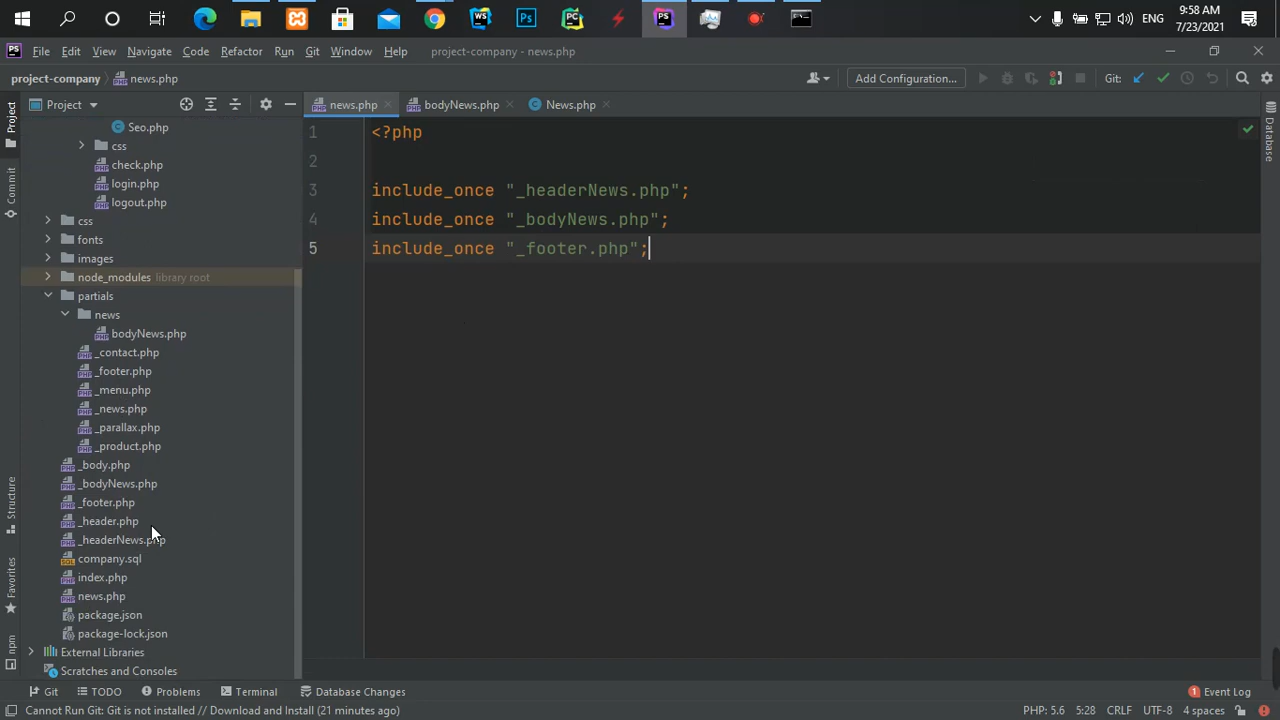 9:58 AM
ENG
7/23/2021
File Edit View Navigate Code Refactor Run Git Window Help project-company - news.php
project-company news.php
Add Configuration...
Git:
Project
news.php
bodyNews.php
News.php
Project
Commit
Structure
Favorites
npm
Database
Seo.php
css
check.php
login.php
logout.php
css
fonts
images
node_modules library root
partials
news
bodyNews.php
_contact.php
_footer.php
_menu.php
_news.php
_parallax.php
_product.php
_body.php
_bodyNews.php
_footer.php
_header.php
_headerNews.php
company.sql
index.php
news.php
package.json
package-lock.json
External Libraries
Scratches and Consoles
1 <?php
2
3 include_once "_headerNews.php";
4 include_once "_bodyNews.php";
5 include_once "_footer.php";
Git TODO Problems Terminal Database Changes
1 Event Log
Cannot Run Git: Git is not installed // Download and Install (21 minutes ago)
PHP: 5.6 5:28 CRLF UTF-8 4 spaces